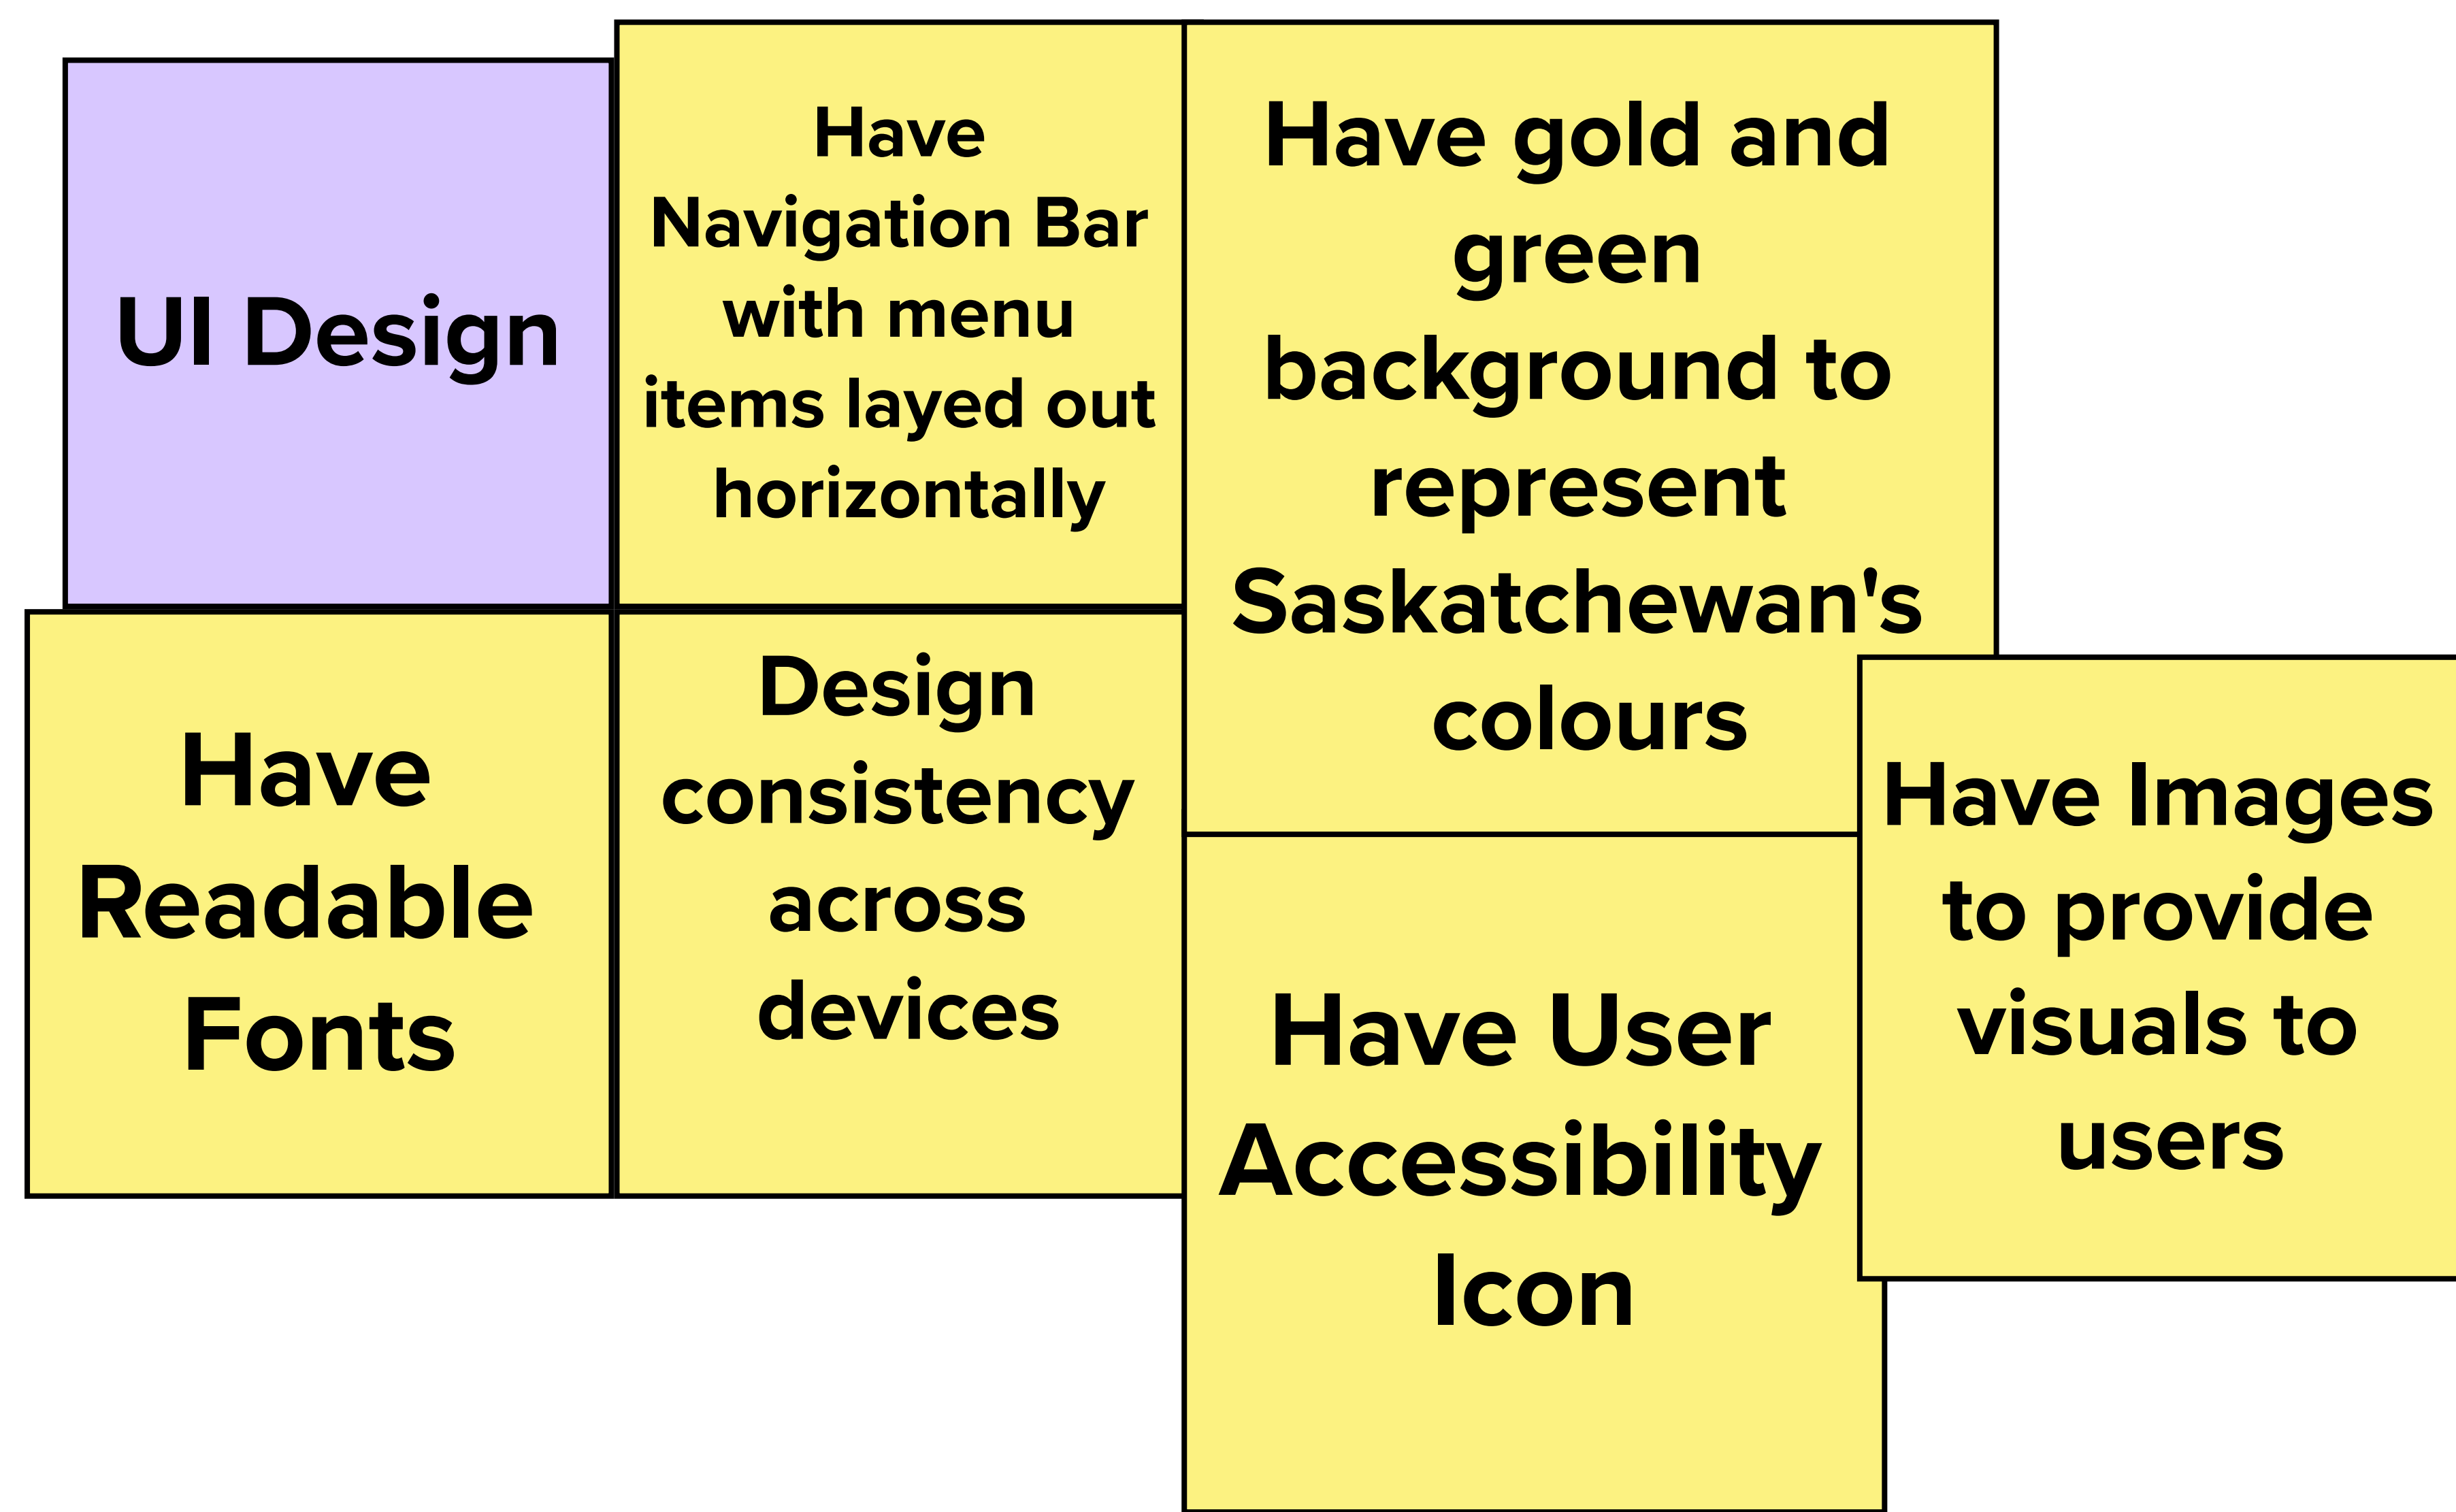 UI Design
Have
Navigation Bar
with menu
items layed out
horizontally
Have gold and
green
background to
represent
Saskatchewan's
colours
Have
Readable
Fonts
Design
consistency
across
devices
Have User
Accessibility
Icon
Have Images
to provide
visuals to
users